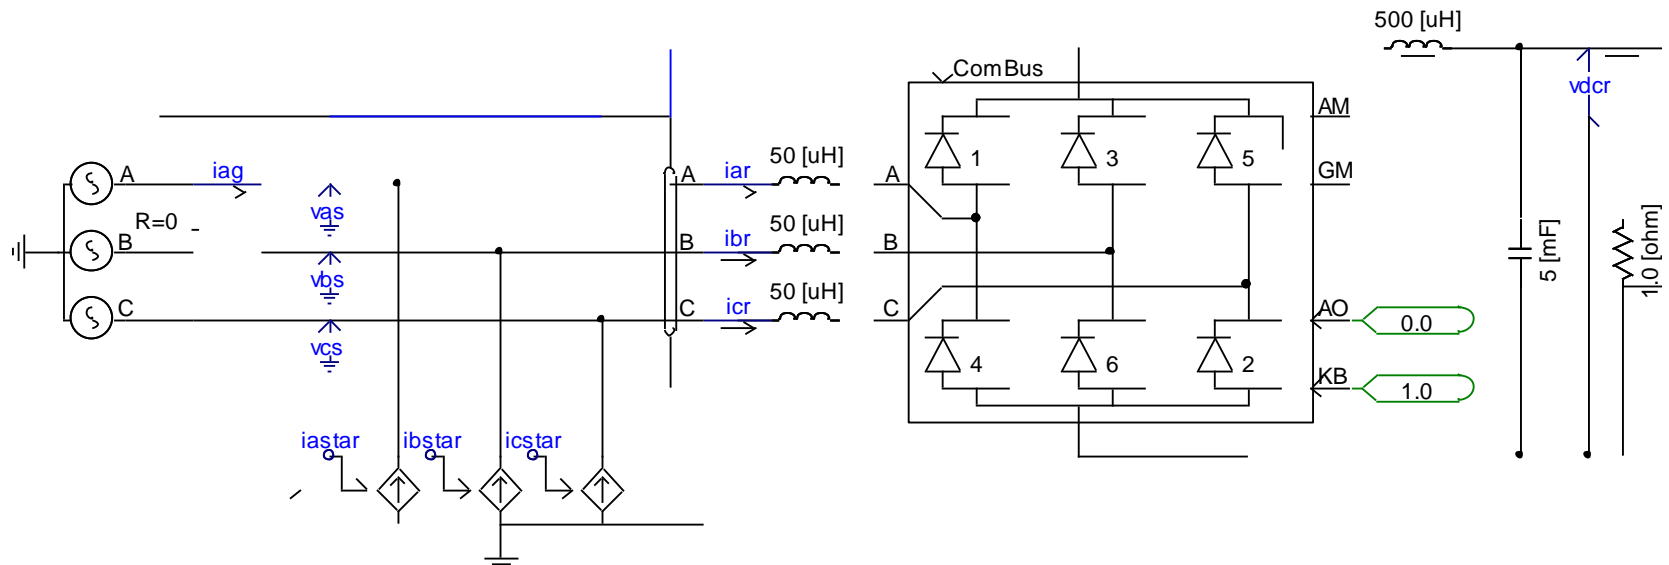 500 [uH]
ComBus
vdcr
AM
A
iag
iar
50 [uH]
A
1
3
5
GM
vas
R=0
B
ibr
50 [uH]
B
B
vbs
C
icr
50 [uH]
C
C
vcs
5 [mF]
1.0 [ohm]
AO
0.0
4
6
2
KB
1.0
iastar
ibstar
icstar